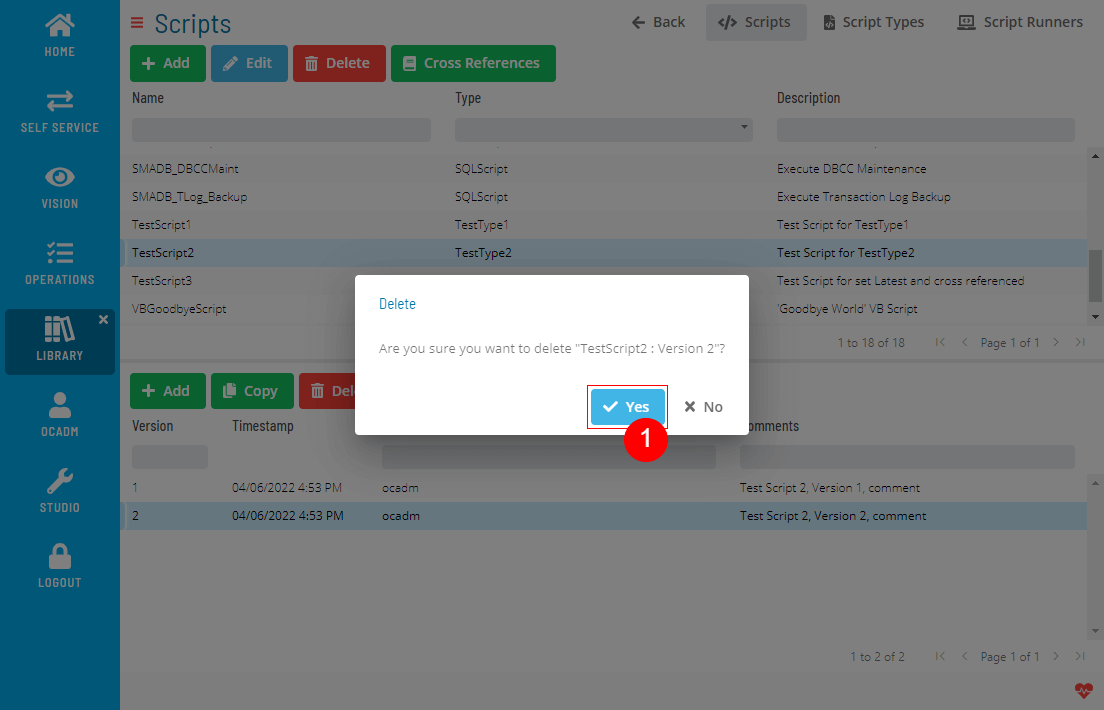 HOME
SELF SERVICE
VISION
OPERATIONS
LIBRARY
OCADM
STUDIO
LOGOUT
Scripts
Back
Scripts
Script Types
Script Runners
Add
Edit
Delete
Cross References
Name Type Description
SMADB_DBCCMaint SQLScript Execute DBCC Maintenance
SMADB_TLog_Backup SQLScript Execute Transaction Log Backup
TestScript1 TestType1 Test Script for TestType1
TestScript2 TestType2 Test Script for TestType2
TestScript3 Test Script for set Latest and cross referenced
VBGoodbyeScript 'Goodbye World' VB Script
1 to 18 of 18 Page 1 of 1
Delete
Are you sure you want to delete "TestScript2 : Version 2"?
Yes
No
1
Add
Copy
Version Timestamp
1 04/06/2022 4:53 PM ocadm Test Script 2, Version 1, comment
2 04/06/2022 4:53 PM ocadm Test Script 2, Version 2, comment
1 to 2 of 2 Page 1 of 1